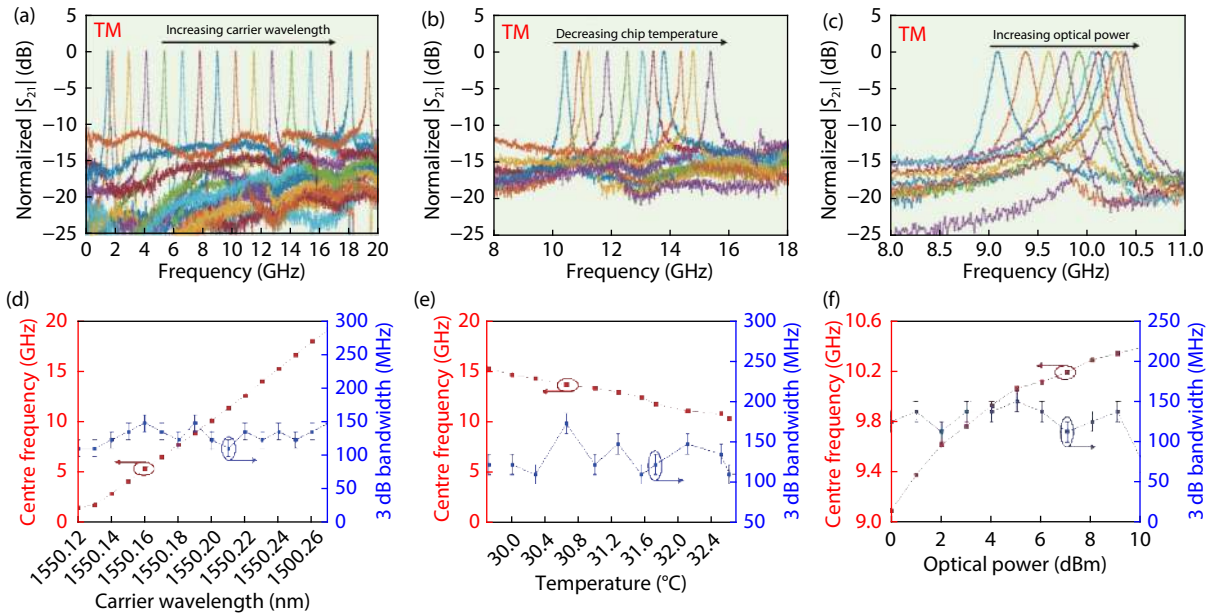 (a)
TM
Increasing carrier wavelength
Normalized |S21| (dB)
5
0
−5
−10
−15
−20
−25
0 2 4 6 8 10 12 14 16 18 20
Frequency (GHz)
(b)
TM
Decreasing chip temperature
Normalized |S21| (dB)
5
0
−5
−10
−15
−20
−25
8 10 12 14 16 18
Frequency (GHz)
(c)
TM
Increasing optical power
Normalized |S21| (dB)
5
0
−5
−10
−15
−20
−25
8.0 8.5 9.0 9.5 10.0 10.5 11.0
Frequency (GHz)
(d)
Centre frequency (GHz)
20
15
10
5
0
300
250
200
150
100
50
0
3 dB bandwidth (MHz)
1550.12 1550.14 1550.16 1550.18 1550.20 1550.22 1550.24 1500.26
Carrier wavelength (nm)
(e)
Centre frequency (GHz)
20
15
10
5
0
300
250
200
150
100
50
3 dB bandwidth (MHz)
30.0 30.4 30.8 31.2 31.6 32.0 32.4
Temperature (°C)
(f)
Centre frequency (GHz)
10.6
10.2
9.8
9.4
9.0
250
200
150
100
50
0
3 dB bandwidth (MHz)
0 2 4 6 8 10
Optical power (dBm)